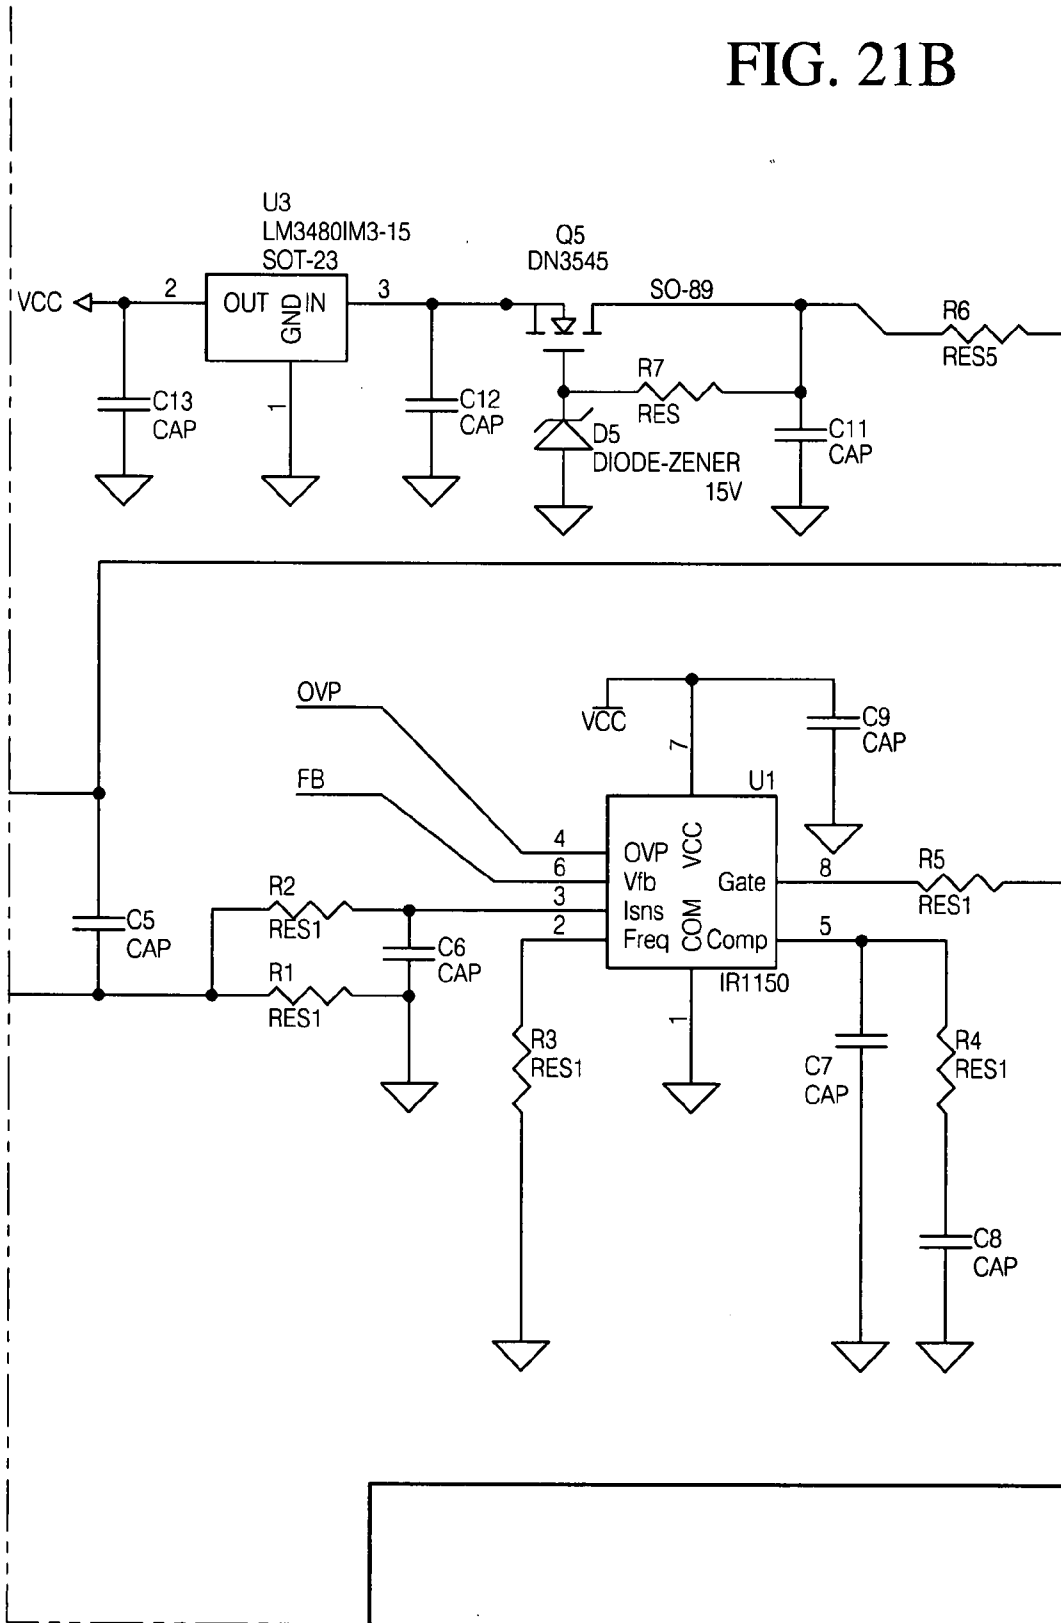 FIG. 21B
U3
LM3480IM3-15
SOT-23
Q5
DN3545
VCC
2
OUT
GND
IN
3
SO-89
R6
RES5
C13
CAP
1
C12
CAP
R7
RES
D5
DIODE-ZENER
15V
C11
CAP
OVP
VCC
7
C9
CAP
FB
U1
4
OVP
VCC
6
Vfb
Gate
8
R5
RES1
3
Isns
2
Freq
COM
Comp
5
IR1150
1
C5
CAP
R2
RES1
C6
CAP
R1
RES1
R3
RES1
C7
CAP
R4
RES1
C8
CAP